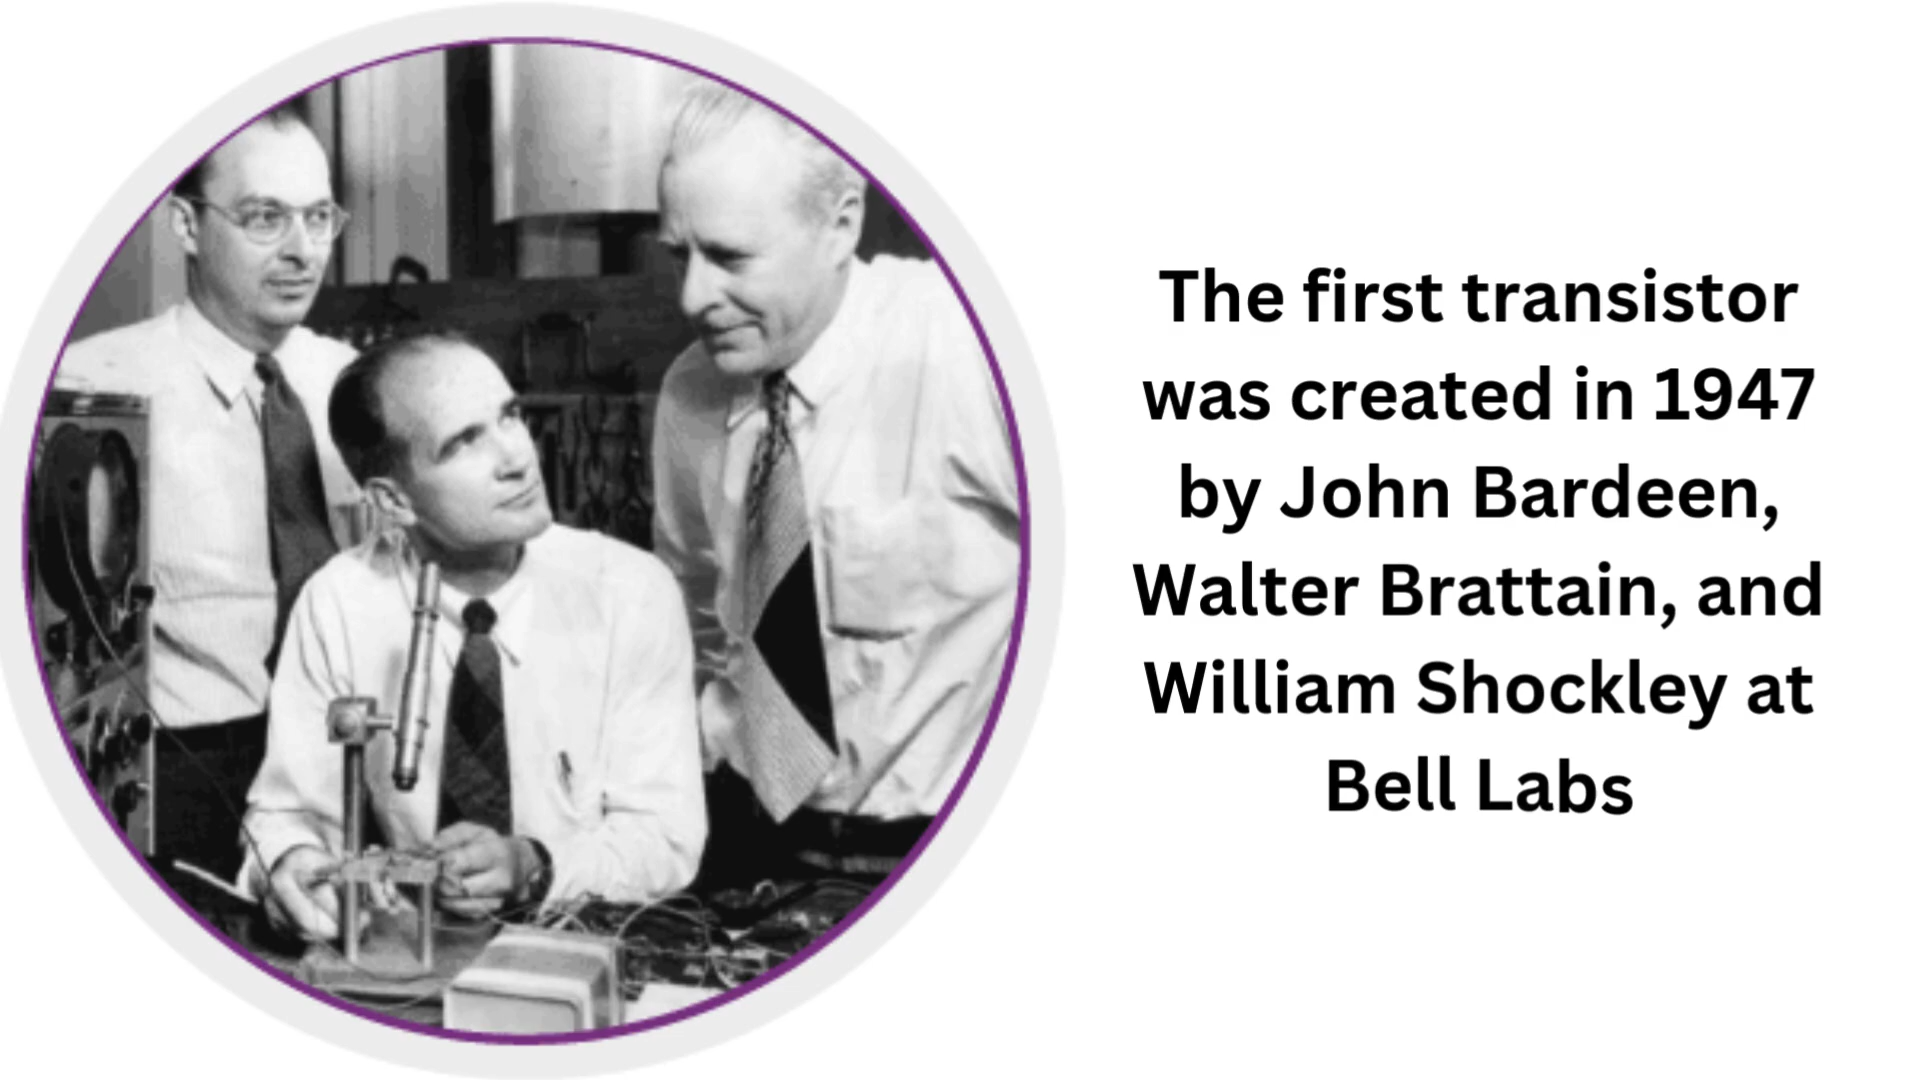 The first transistor
was created in 1947
by John Bardeen,
Walter Brattain, and
William Shockley at
Bell Labs